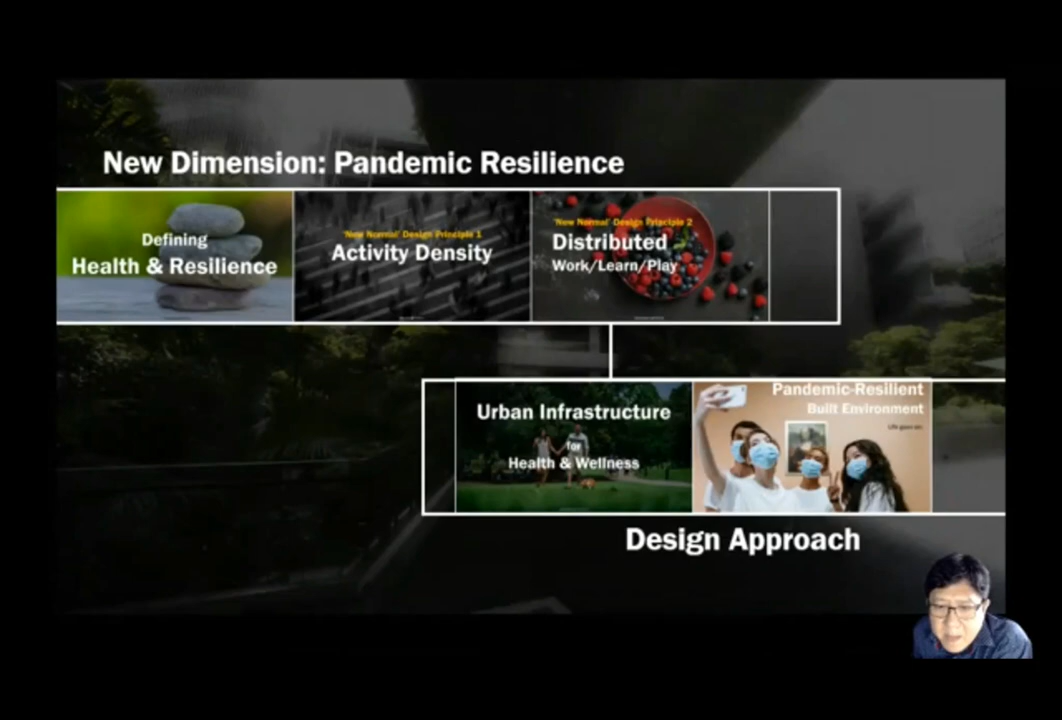 New Dimension: Pandemic Resilience
Defining
Health & Resilience
'New Normal' Design Principle 1
Activity Density
'New Normal' Design Principle 2
Distributed
Work/Learn/Play
Urban Infrastructure
for
Health & Wellness
Pandemic-Resilient
Built Environment
Life goes on
Design Approach